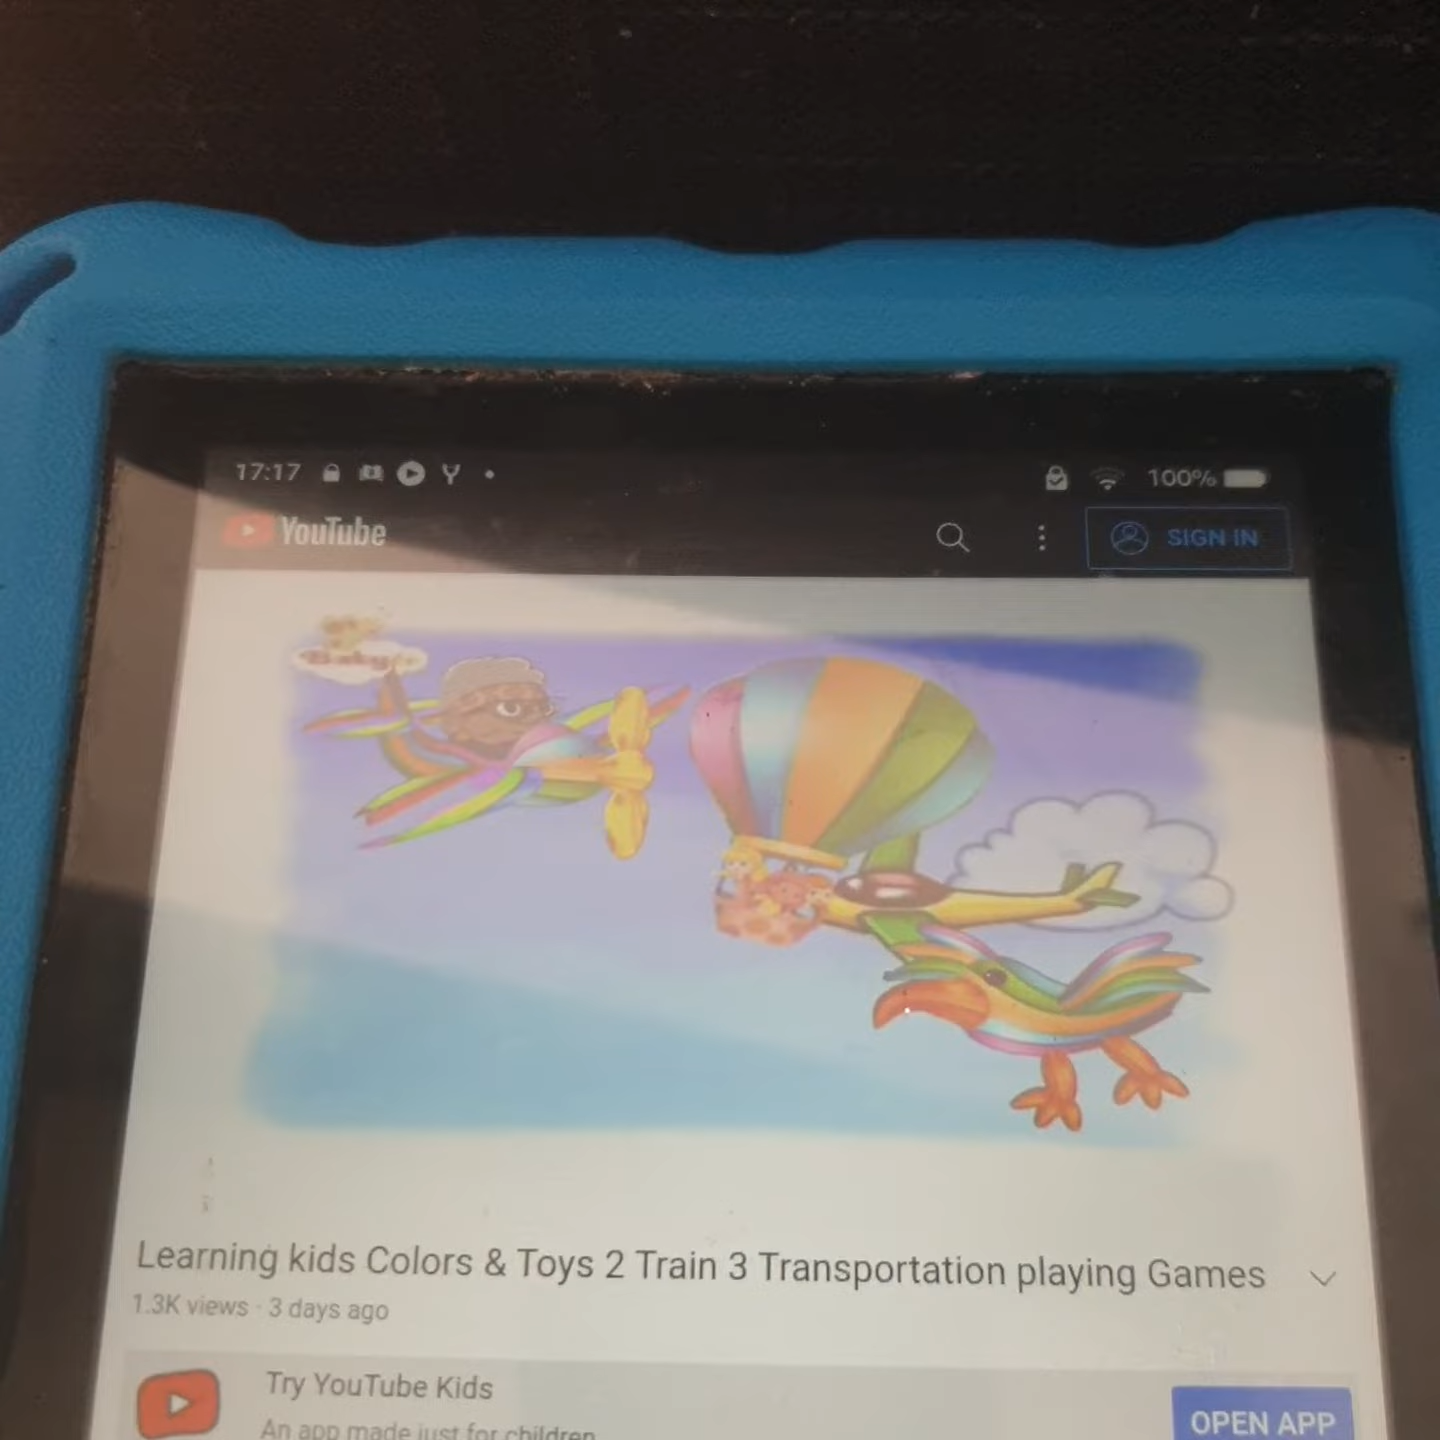 17:17
100%
YouTube
SIGN IN
Baby
Learning kids Colors & Toys 2 Train 3 Transportation playing Games
1.3K views · 3 days ago
Try YouTube Kids
OPEN APP
An app made just for children